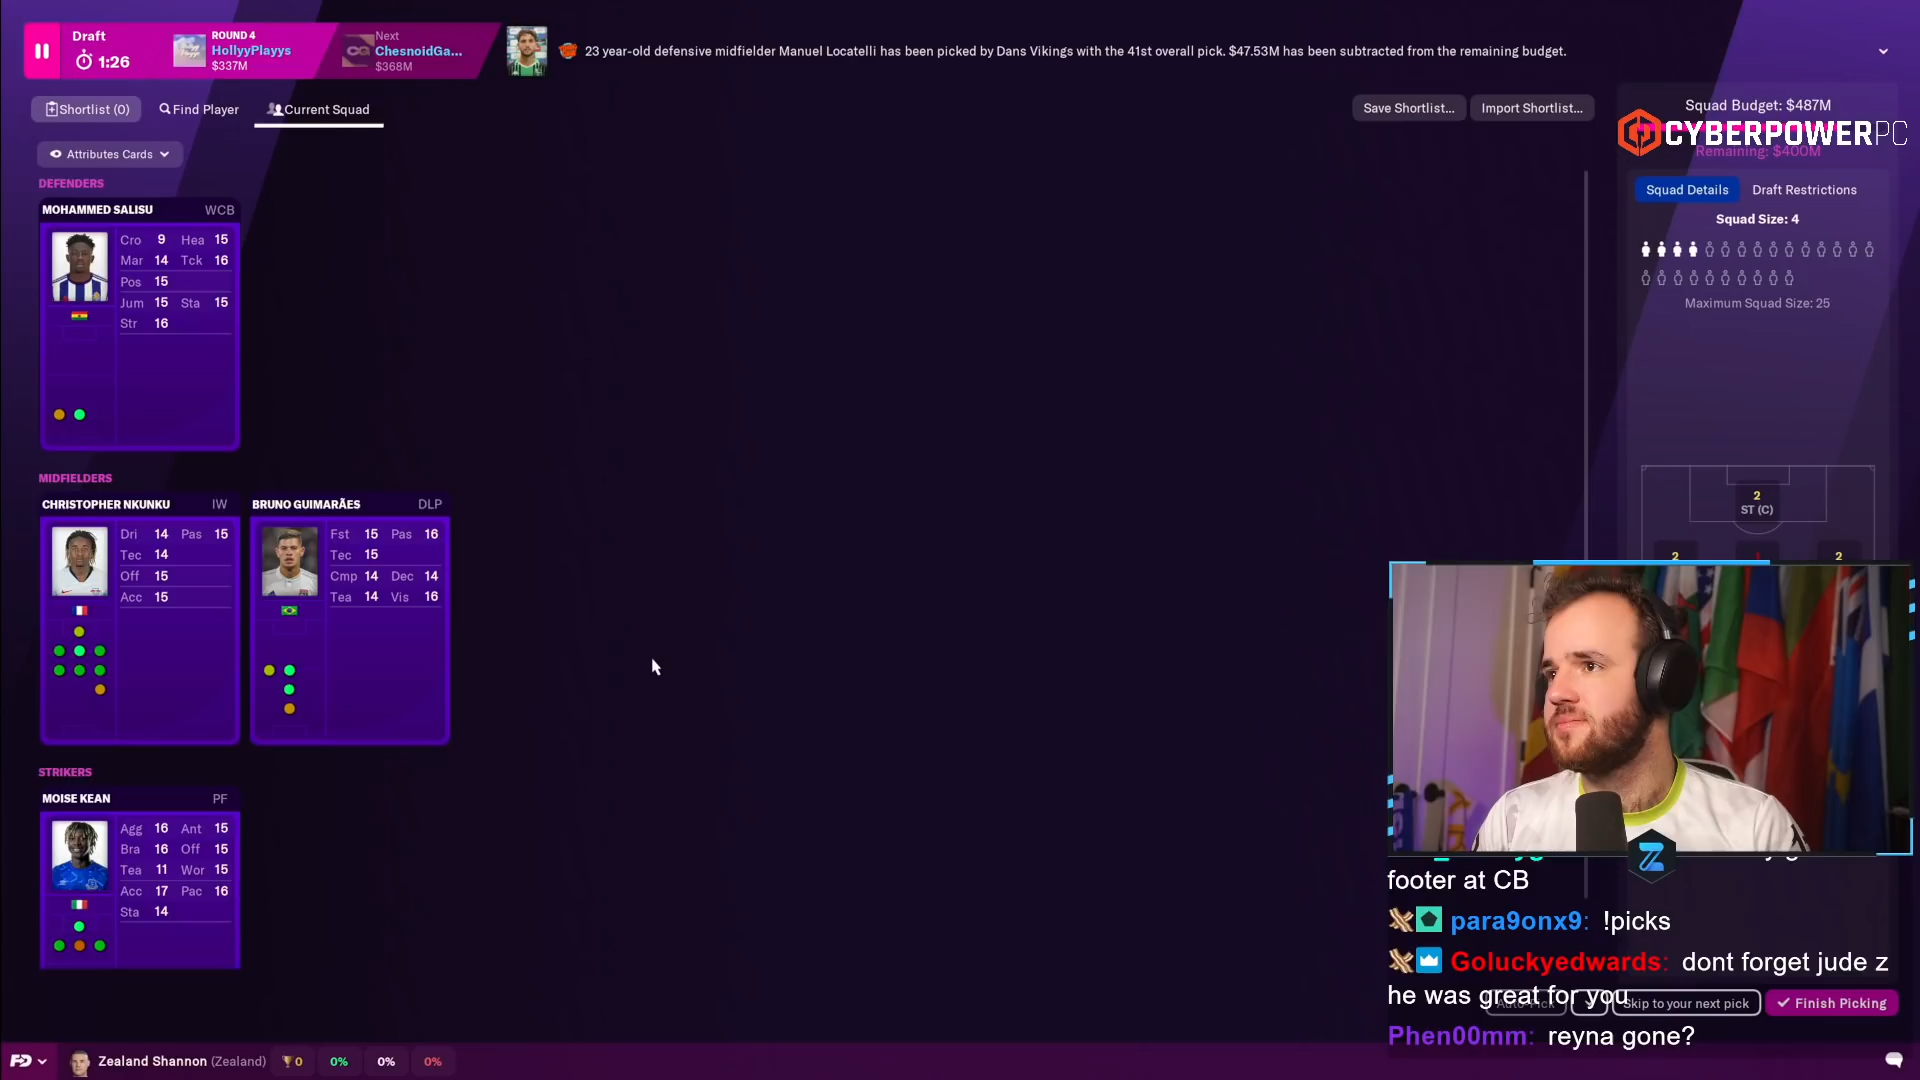 Draft
1:26
ROUND 4
HollyyPlayys
$337M
Next
ChesnoidGa...
$368M
23 year-old defensive midfielder Manuel Locatelli has been picked by Dans Vikings with the 41st overall pick. $47.53M has been subtracted from the remaining budget.
Shortlist (0)
Find Player
Current Squad
Save Shortlist...
Import Shortlist...
Squad Budget: $487M
CYBERPOWERPC
Remaining: $400M
Attributes Cards
Squad Details
Draft Restrictions
Squad Size: 4
Maximum Squad Size: 25
2
ST (C)
2
1
2
DEFENDERS
MOHAMMED SALISU WCB
Cro 9 Hea 15
Mar 14 Tck 16
Pos 15
Jum 15 Sta 15
Str 16
MIDFIELDERS
CHRISTOPHER NKUNKU IW
Dri 14 Pas 15
Tec 14
Off 15
Acc 15
BRUNO GUIMARÃES DLP
Fst 15 Pas 16
Tec 15
Cmp 14 Dec 14
Tea 14 Vis 16
STRIKERS
MOISE KEAN PF
Agg 16 Ant 15
Bra 16 Off 15
Tea 11 Wor 15
Acc 17 Pac 16
Sta 14
footer at CB
para9onx9: !picks
Goluckyedwards: dont forget jude z
he was great for you
Phen00mm: reyna gone?
Auto Pick
Skip to your next pick
Finish Picking
FD
Zealand Shannon (Zealand)
0
0%
0%
0%